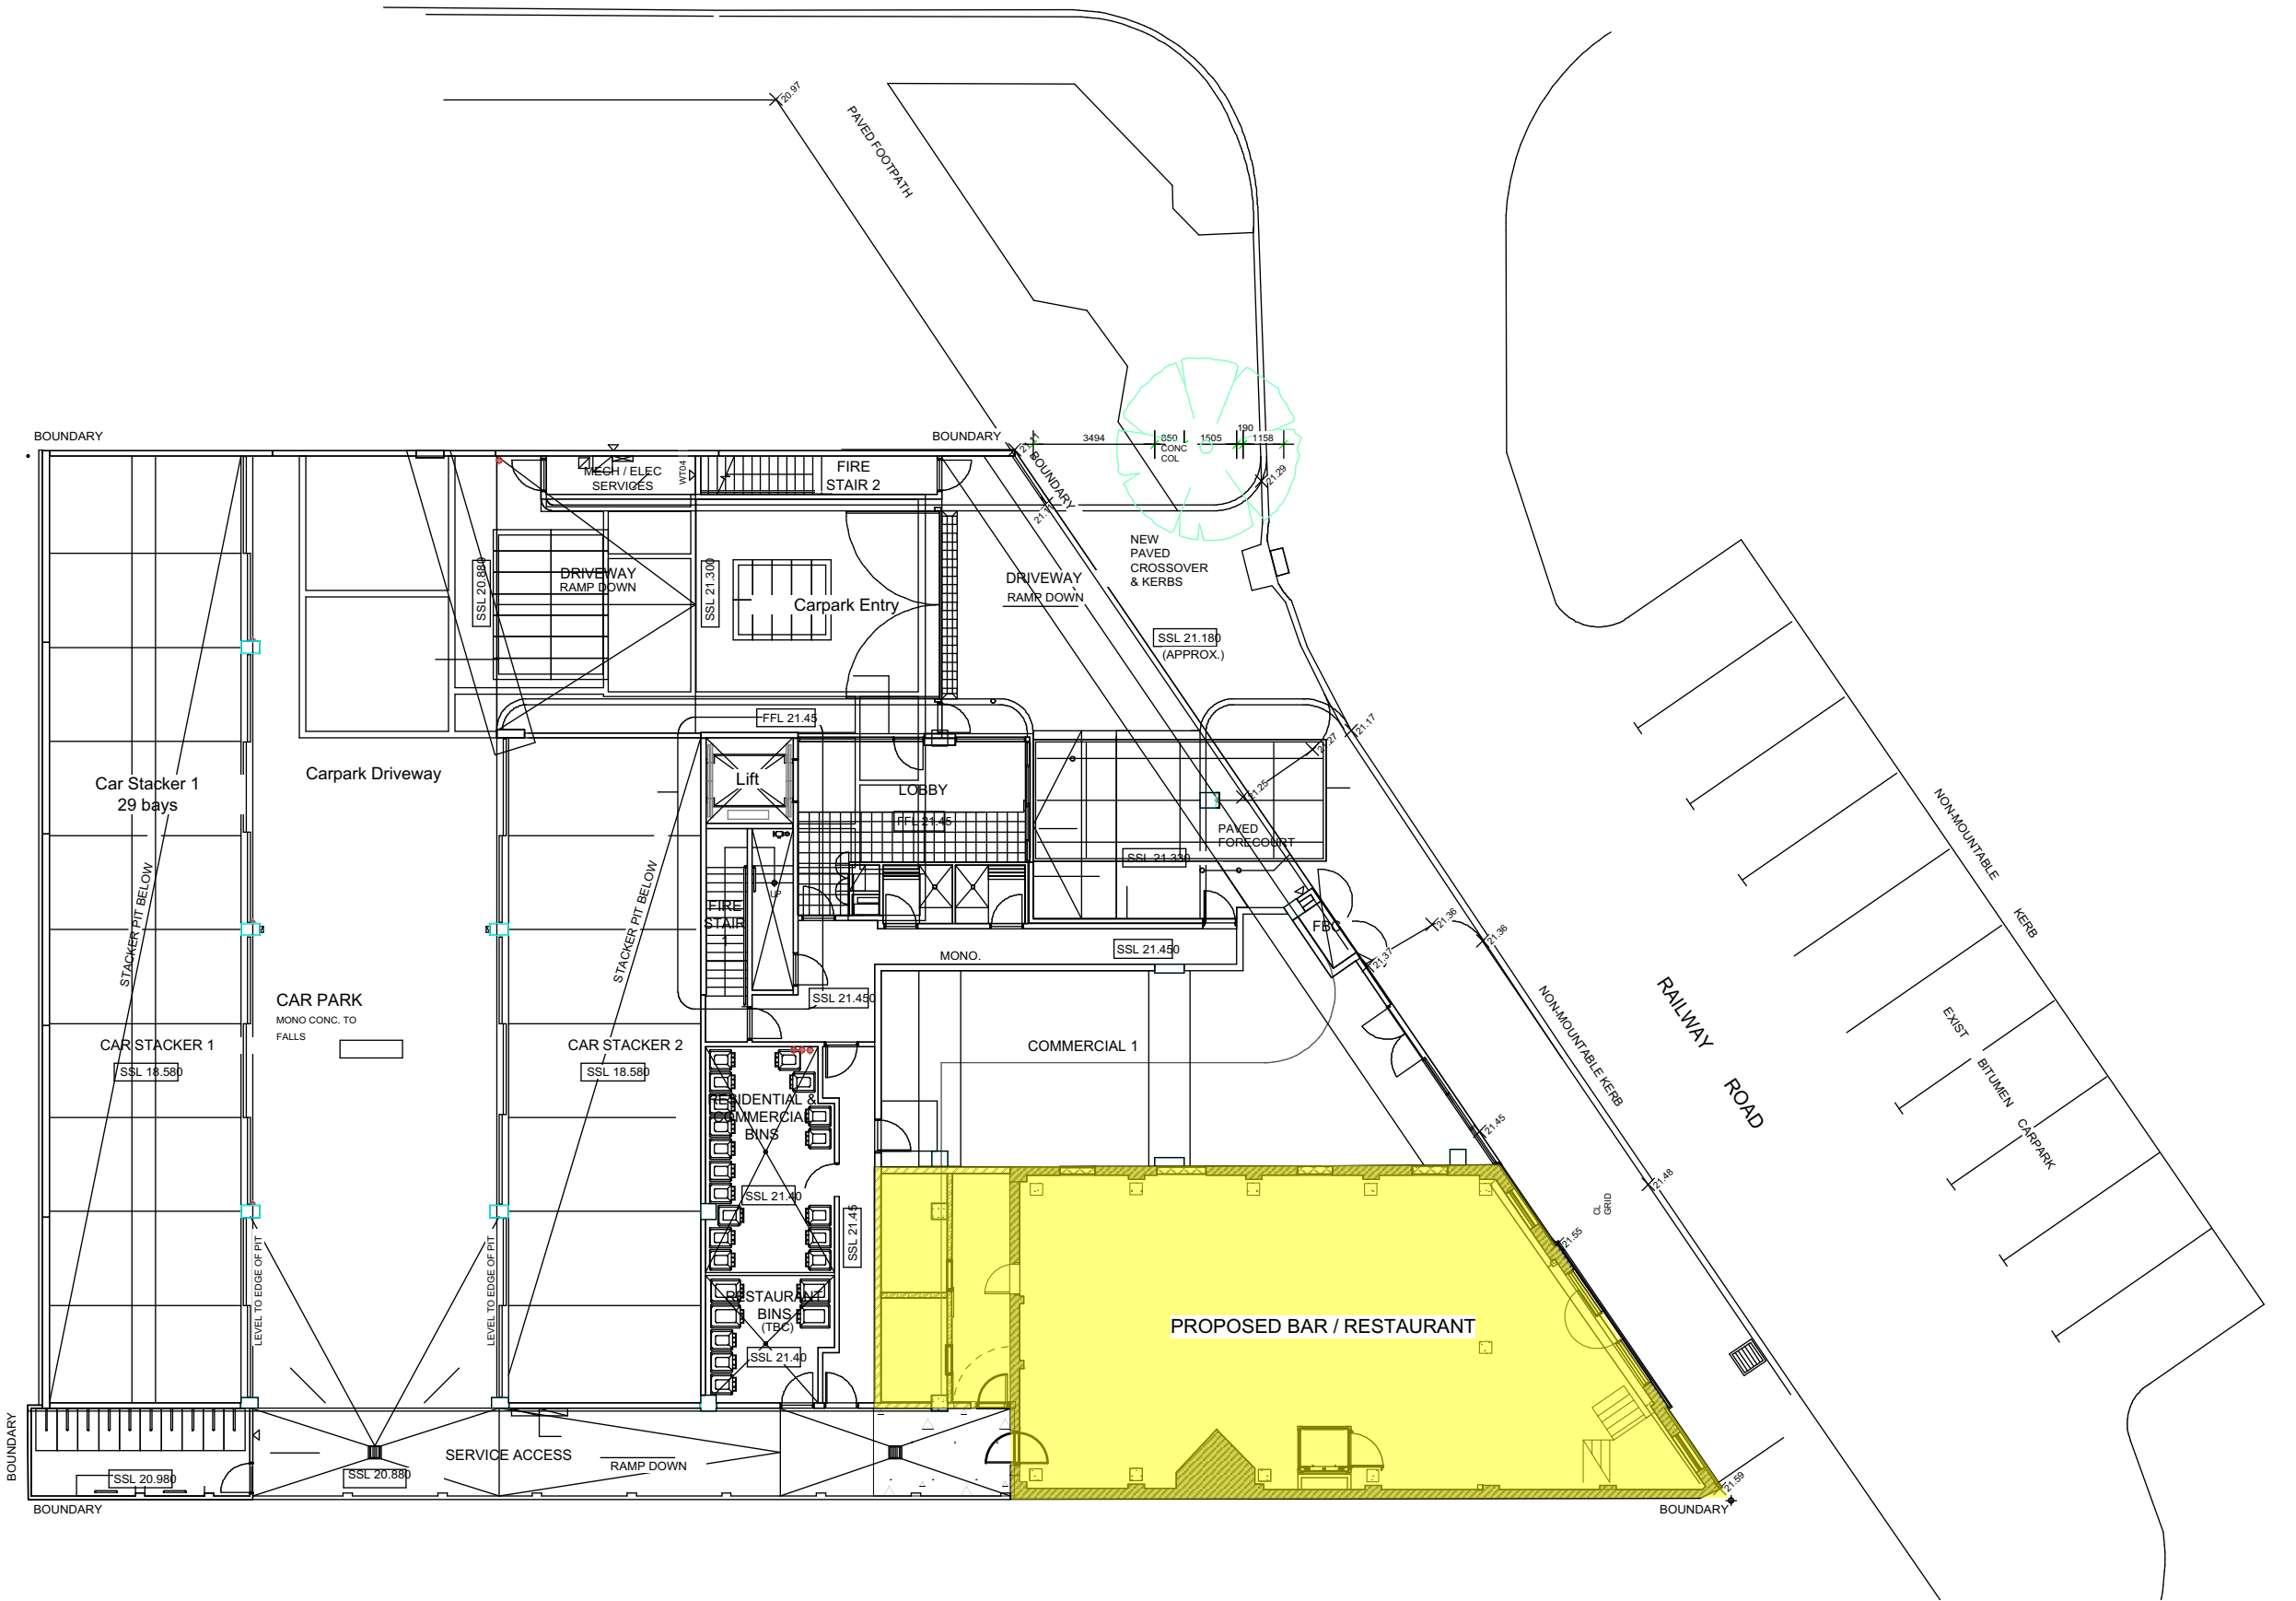 20.97
PAVED FOOTPATH
BOUNDARY
BOUNDARY
21.11
3494
850
CONC
COL
1505
190
1158
21.29
BOUNDARY
MECH / ELEC
SERVICES
WT04
FIRE
STAIR 2
NEW
PAVED
CROSSOVER
& KERBS
SSL 20.880
DRIVEWAY
RAMP DOWN
SSL 21.300
Carpark Entry
DRIVEWAY
RAMP DOWN
SSL 21.180
(APPROX.)
FFL 21.45
21.17
21.27
Car Stacker 1
29 bays
Carpark Driveway
Lift
LOBBY
FFL 21.45
21.25
PAVED
FORECOURT
SSL 21.330
NON-MOUNTABLE
KERB
STACKER PIT BELOW
STACKER PIT BELOW
UP
FIRE
STAIR
1
FBC
21.36
21.36
21.37
MONO.
SSL 21.450
SSL 21.450
CAR PARK
MONO CONC. TO
FALLS
CAR STACKER 1
SSL 18.580
CAR STACKER 2
SSL 18.580
COMMERCIAL 1
NON-MOUNTABLE KERB
RAILWAY
ROAD
EXIST
BITUMEN
CARPARK
RESIDENTIAL &
COMMERCIAL
BINS
SSL 21.40
SSL 21.45
21.45
21.48
CL
GRID
21.55
LEVEL TO EDGE OF PIT
LEVEL TO EDGE OF PIT
RESTAURANT
BINS
(TBC)
SSL 21.40
PROPOSED BAR / RESTAURANT
BOUNDARY
SERVICE ACCESS
RAMP DOWN
SSL 20.980
SSL 20.880
21.59
BOUNDARY
BOUNDARY